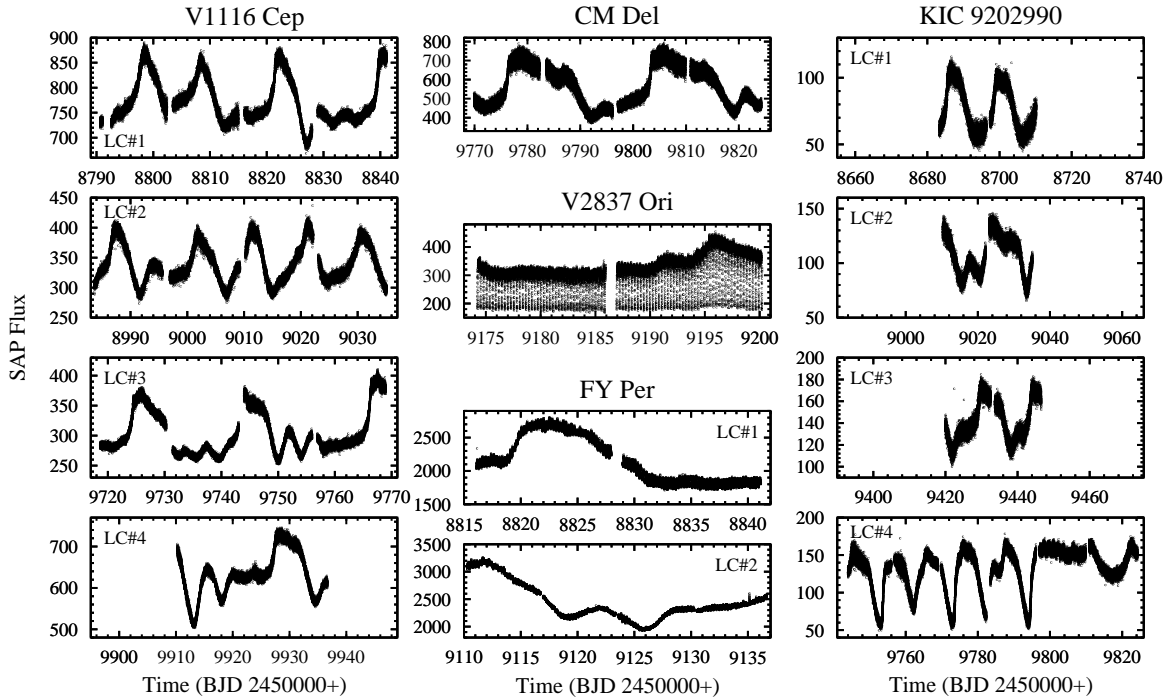 V1116 Cep
CM Del
KIC 9202990
SAP Flux
900
850
800
750
700
LC#1
8790 8800 8810 8820 8830 8840
450
400
350
300
250
LC#2
8990 9000 9010 9020 9030
400
350
300
250
LC#3
9720 9730 9740 9750 9760 9770
700
600
500
LC#4
9900 9910 9920 9930 9940
Time (BJD 2450000+)
800
700
600
500
400
9770 9780 9790 9800 9810 9820
V2837 Ori
400
300
200
9175 9180 9185 9190 9195 9200
FY Per
2500
2000
1500
LC#1
8815 8820 8825 8830 8835 8840
3500
3000
2500
2000
LC#2
9110 9115 9120 9125 9130 9135
Time (BJD 2450000+)
100
50
LC#1
8660 8680 8700 8720 8740
150
100
50
LC#2
9000 9020 9040 9060
200
180
160
140
120
100
LC#3
9400 9420 9440 9460
200
150
100
50
LC#4
9760 9780 9800 9820
Time (BJD 2450000+)